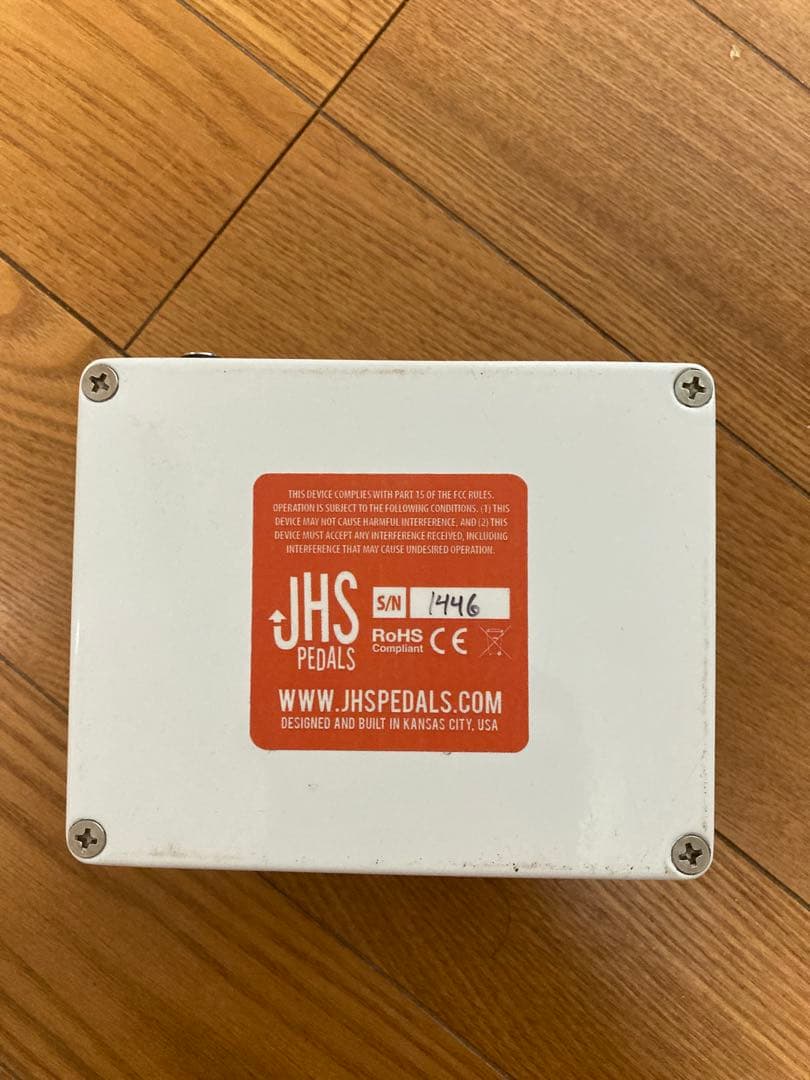 THIS DEVICE COMPLIES WITH PART 15 OF THE FCC RULES.
OPERATION IS SUBJECT TO THE FOLLOWING CONDITIONS. (1) THIS
DEVICE MAY NOT CAUSE HARMFUL INTERFERENCE, AND (2) THIS
DEVICE MUST ACCEPT ANY INTERFERENCE RECEIVED, INCLUDING
INTERFERENCE THAT MAY CAUSE UNDESIRED OPERATION.
JHS
PEDALS
S/N 1446
RoHS
Compliant
CE
WWW.JHSPEDALS.COM
DESIGNED AND BUILT IN KANSAS CITY, USA